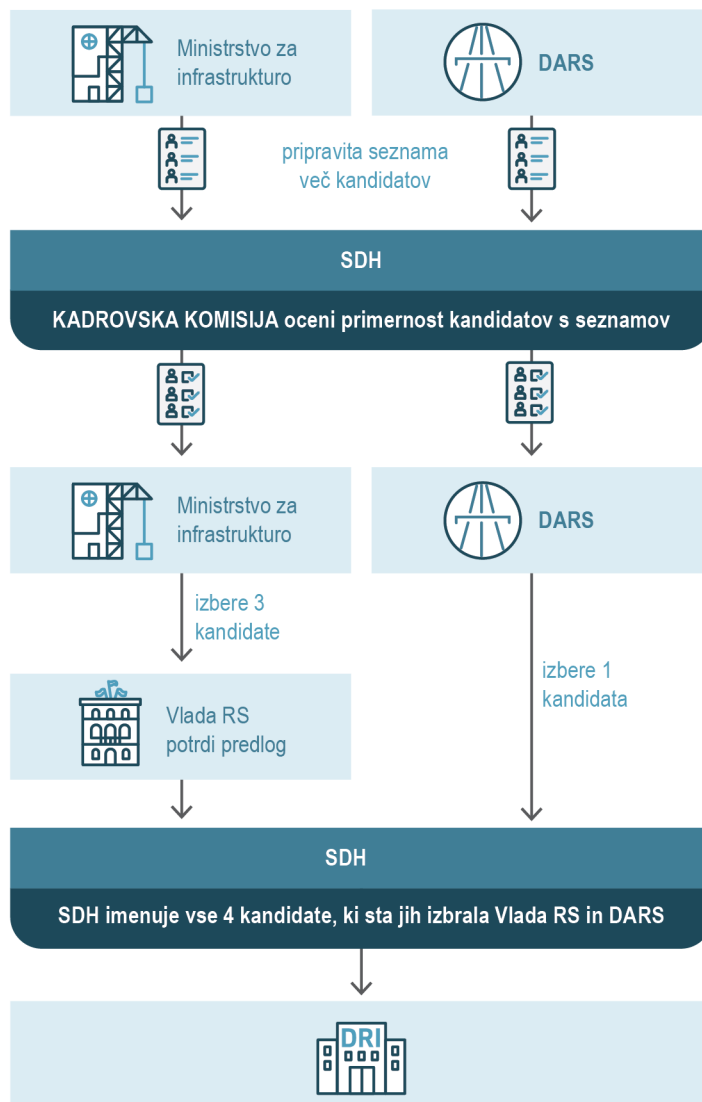 Ministrstvo za
infrastrukturo
DARS
pripravita seznama
več kandidatov
SDH
KADROVSKA KOMISIJA oceni primernost kandidatov s seznamov
Ministrstvo za
infrastrukturo
DARS
izbere 3
kandidate
izbere 1
kandidata
Vlada RS
potrdi predlog
SDH
SDH imenuje vse 4 kandidate, ki sta jih izbrala Vlada RS in DARS
DRI